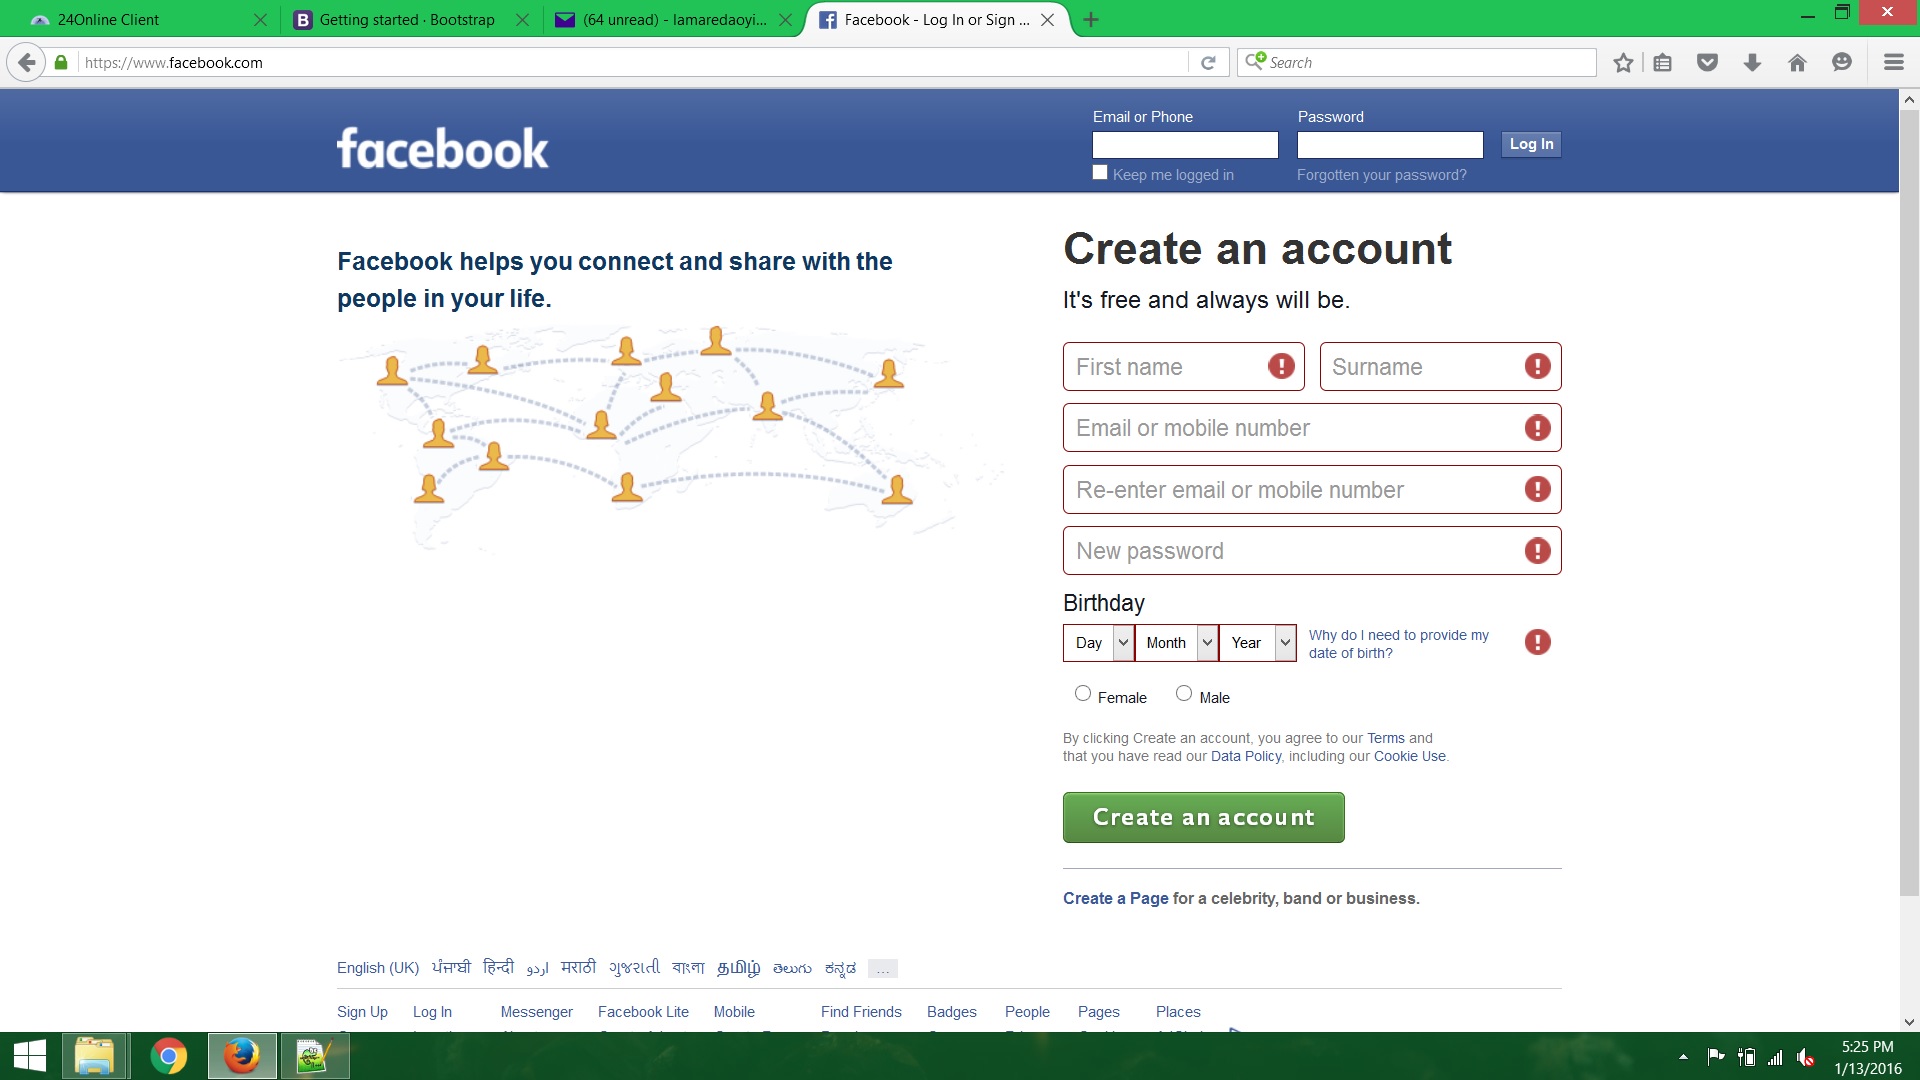 24Online Client
Getting started · Bootstrap
(64 unread) - lamaredaoyi...
Facebook - Log In or Sign ...
https://www.facebook.com
Search
facebook
Email or Phone
Password
Log In
Keep me logged in
Forgotten your password?
Facebook helps you connect and share with the
people in your life.
Create an account
It's free and always will be.
First name
Surname
Email or mobile number
Re-enter email or mobile number
New password
Birthday
Day
Month
Year
Why do I need to provide my
date of birth?
Female
Male
By clicking Create an account, you agree to our Terms and
that you have read our Data Policy, including our Cookie Use.
Create an account
Create a Page for a celebrity, band or business.
English (UK) ਪੰਜਾਬੀ हिन्दी اردو मराठी ગુજરાતી বাংলা தமிழ் తెలుగు ಕನ್ನಡ ...
Sign Up Log In Messenger Facebook Lite Mobile Find Friends Badges People Pages Places
5:25 PM
1/13/2016